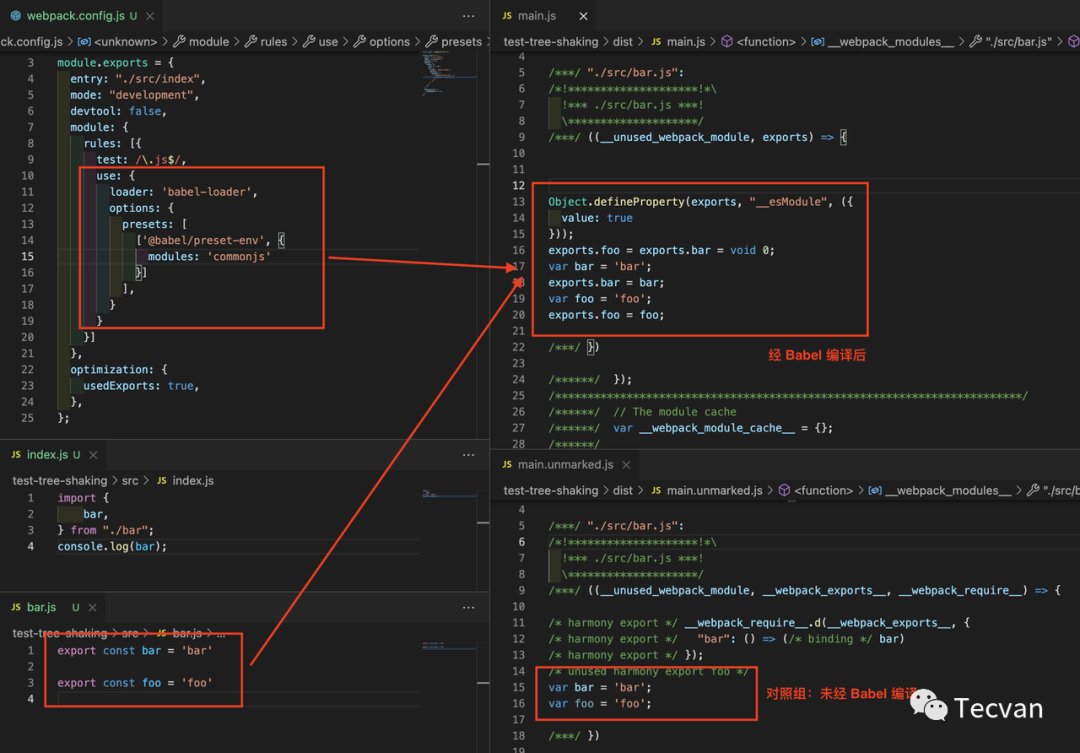 webpack.config.js U
ck.config.js > <unknown> > module > rules > use > options > presets >
3 module.exports = {
4 entry: "./src/index",
5 mode: "development",
6 devtool: false,
7 module: {
8 rules: [{
9 test: /\.js$/,
10 use: {
11 loader: 'babel-loader',
12 options: {
13 presets: [
14 ['@babel/preset-env', {
15 modules: 'commonjs'
16 }]
17 ],
18 }
19 }
20 }]
21 },
22 optimization: {
23 usedExports: true,
24 },
25 };
JS index.js U
test-tree-shaking > src > JS index.js
1 import {
2 bar,
3 } from "./bar";
4 console.log(bar);
JS bar.js U
test-tree-shaking > src > JS bar.js > ...
1 export const bar = 'bar'
2
3 export const foo = 'foo'
4
JS main.js
test-tree-shaking > dist > JS main.js > <function> > __webpack_modules__ > "./src/bar.js" >
4
5 /***/ "./src/bar.js":
6 /*!********************!*\
7 !*** ./src/bar.js ***!
8 \********************/
9 /***/ ((__unused_webpack_module, exports) => {
10
11
12
13 Object.defineProperty(exports, "__esModule", ({
14 value: true
15 }));
16 exports.foo = exports.bar = void 0;
17 var bar = 'bar';
18 exports.bar = bar;
19 var foo = 'foo';
20 exports.foo = foo;
21
22 /***/ })
经 Babel 编译后
23
24 /******/ });
25 /************************************************************************/
26 /******/ // The module cache
27 /******/ var __webpack_module_cache__ = {};
28 /******/
JS main.unmarked.js
test-tree-shaking > dist > JS main.unmarked.js > <function> > __webpack_modules__ > "./src/b
4
5 /***/ "./src/bar.js":
6 /*!********************!*\
7 !*** ./src/bar.js ***!
8 \********************/
9 /***/ ((__unused_webpack_module, __webpack_exports__, __webpack_require__) => {
10
11 /* harmony export */ __webpack_require__.d(__webpack_exports__, {
12 /* harmony export */ "bar": () => (/* binding */ bar)
13 /* harmony export */ });
14 /* unused harmony export foo */
15 var bar = 'bar';
16 var foo = 'foo';
对照组：未经 Babel 编译
17
18 /***/ })
19
Tecvan